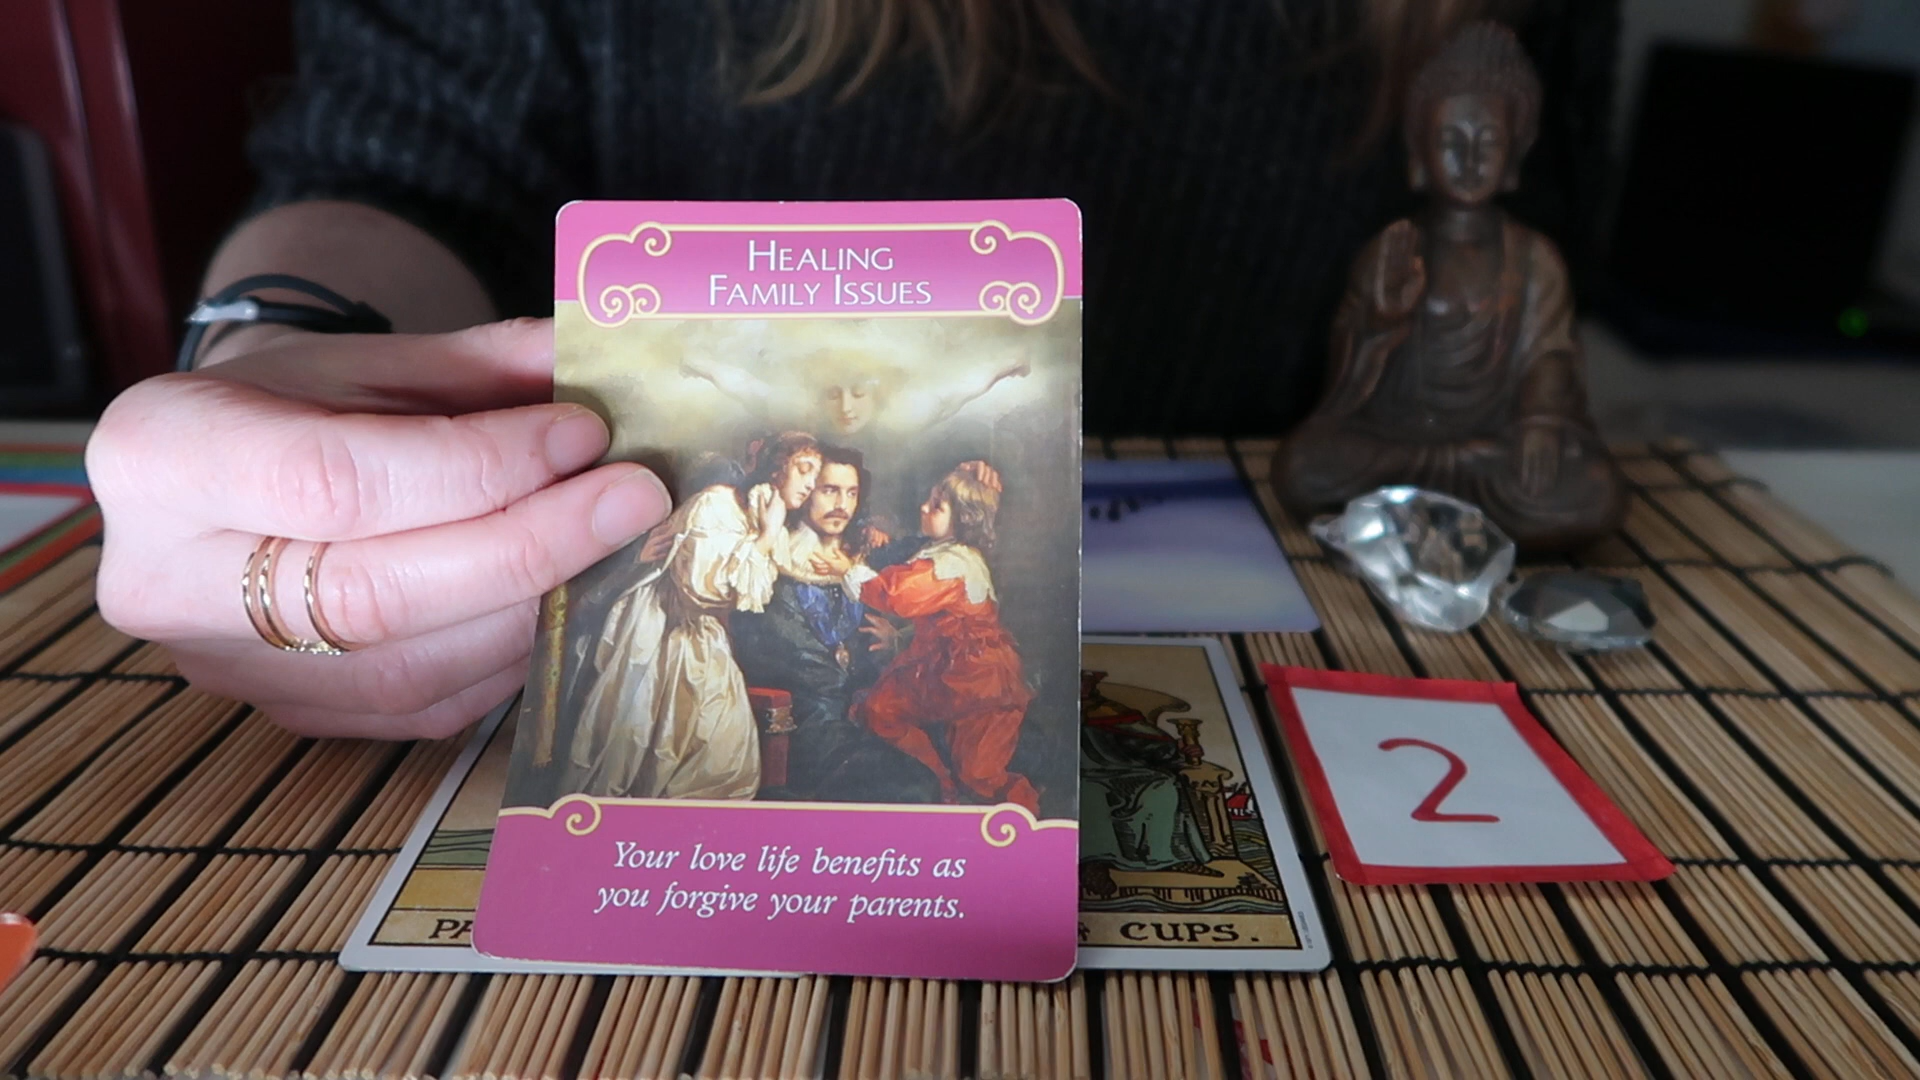 HEALING
FAMILY ISSUES
Your love life benefits as
you forgive your parents.
2
CUPS.